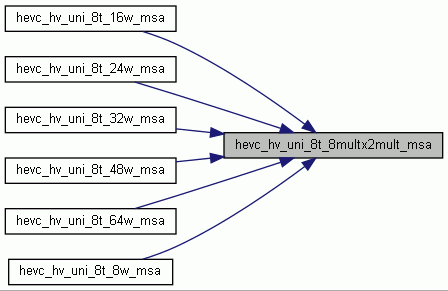 hevc_hv_uni_8t_16w_msa
hevc_hv_uni_8t_24w_msa
hevc_hv_uni_8t_32w_msa
hevc_hv_uni_8t_8multx2mult_msa
hevc_hv_uni_8t_48w_msa
hevc_hv_uni_8t_64w_msa
hevc_hv_uni_8t_8w_msa